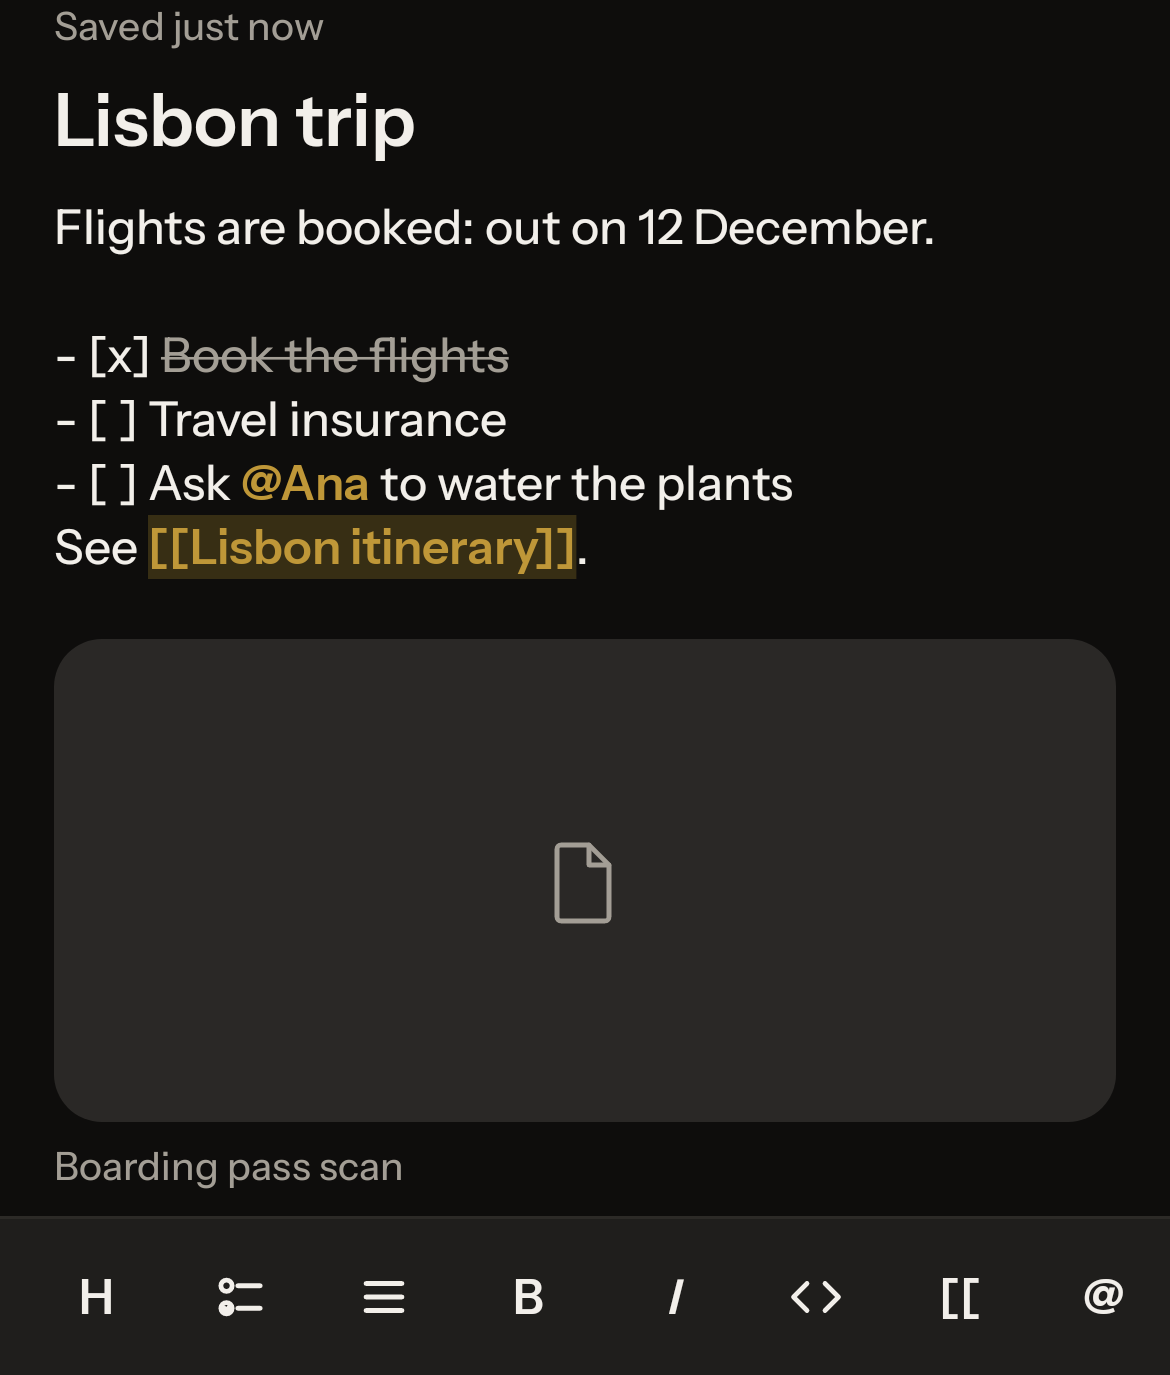 Saved just now
Lisbon trip
Flights are booked: out on 12 December.
- [x] Book the flights
- [ ] Travel insurance
- [ ] Ask @Ana to water the plants
See [[Lisbon itinerary]].
Boarding pass scan
H B I <> [[ @